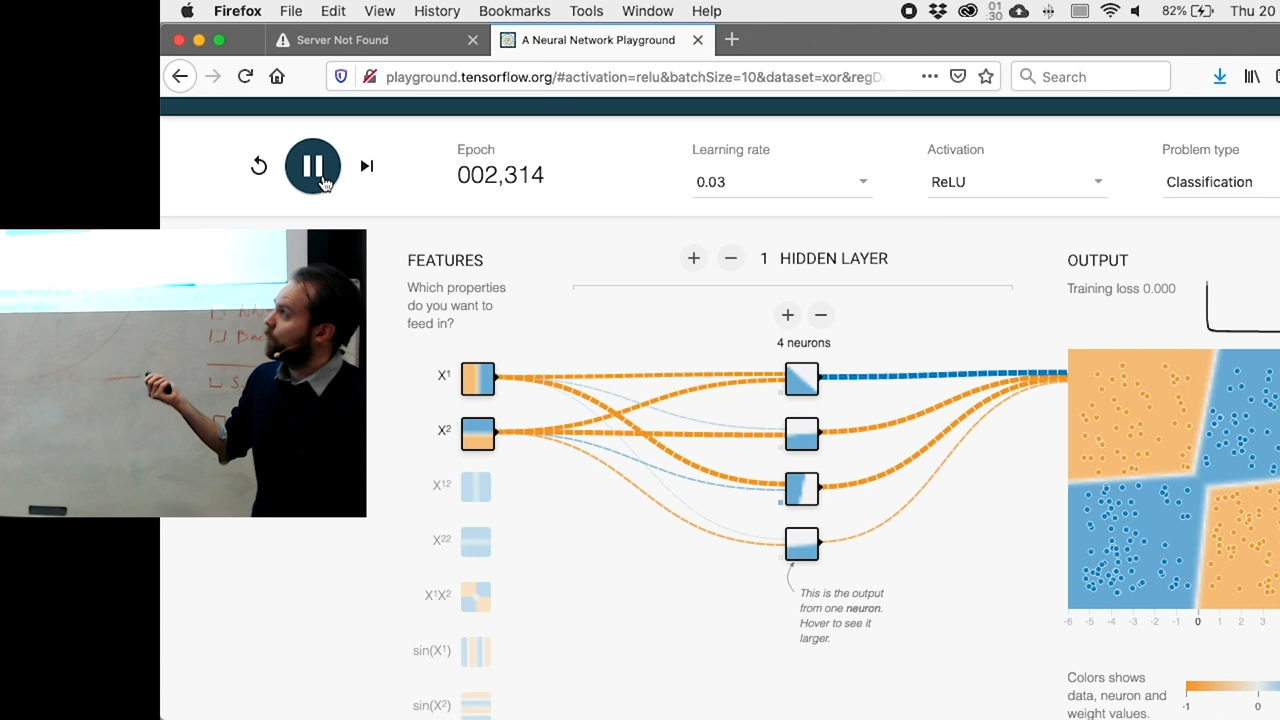 Firefox File Edit View History Bookmarks Tools Window Help 01 30 82% Thu 20
Server Not Found
A Neural Network Playground
playground.tensorflow.org/#activation=relu&batchSize=10&dataset=xor&regD
Search
Epoch
002,314
Learning rate
0.03
Activation
ReLU
Problem type
Classification
FEATURES
Which properties
do you want to
feed in?
X1
X2
X12
X22
X1X2
sin(X1)
sin(X2)
+ − 1 HIDDEN LAYER
+ −
4 neurons
This is the output
from one neuron.
Hover to see it
larger.
OUTPUT
Training loss 0.000
-6 -5 -4 -3 -2 -1 0 1 2 3
Colors shows
data, neuron and
weight values.
-1 0